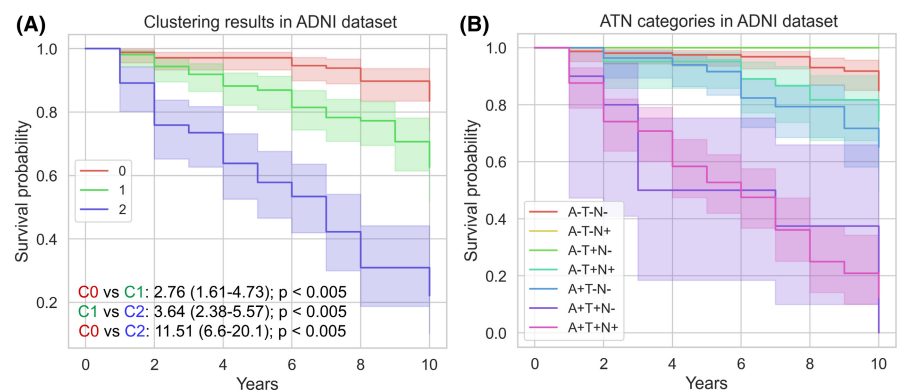 (A)
Clustering results in ADNI dataset
1.0
0.8
0.6
0.4
0.2
Survival probability
0
1
2
C0 vs C1: 2.76 (1.61-4.73); p < 0.005
C1 vs C2: 3.64 (2.38-5.57); p < 0.005
C0 vs C2: 11.51 (6.6-20.1); p < 0.005
0 2 4 6 8 10
Years
(B)
ATN categories in ADNI dataset
1.0
0.8
0.6
0.4
0.2
0.0
Survival probability
A-T-N-
A-T-N+
A-T+N-
A-T+N+
A+T-N-
A+T+N-
A+T+N+
0 2 4 6 8 10
Years